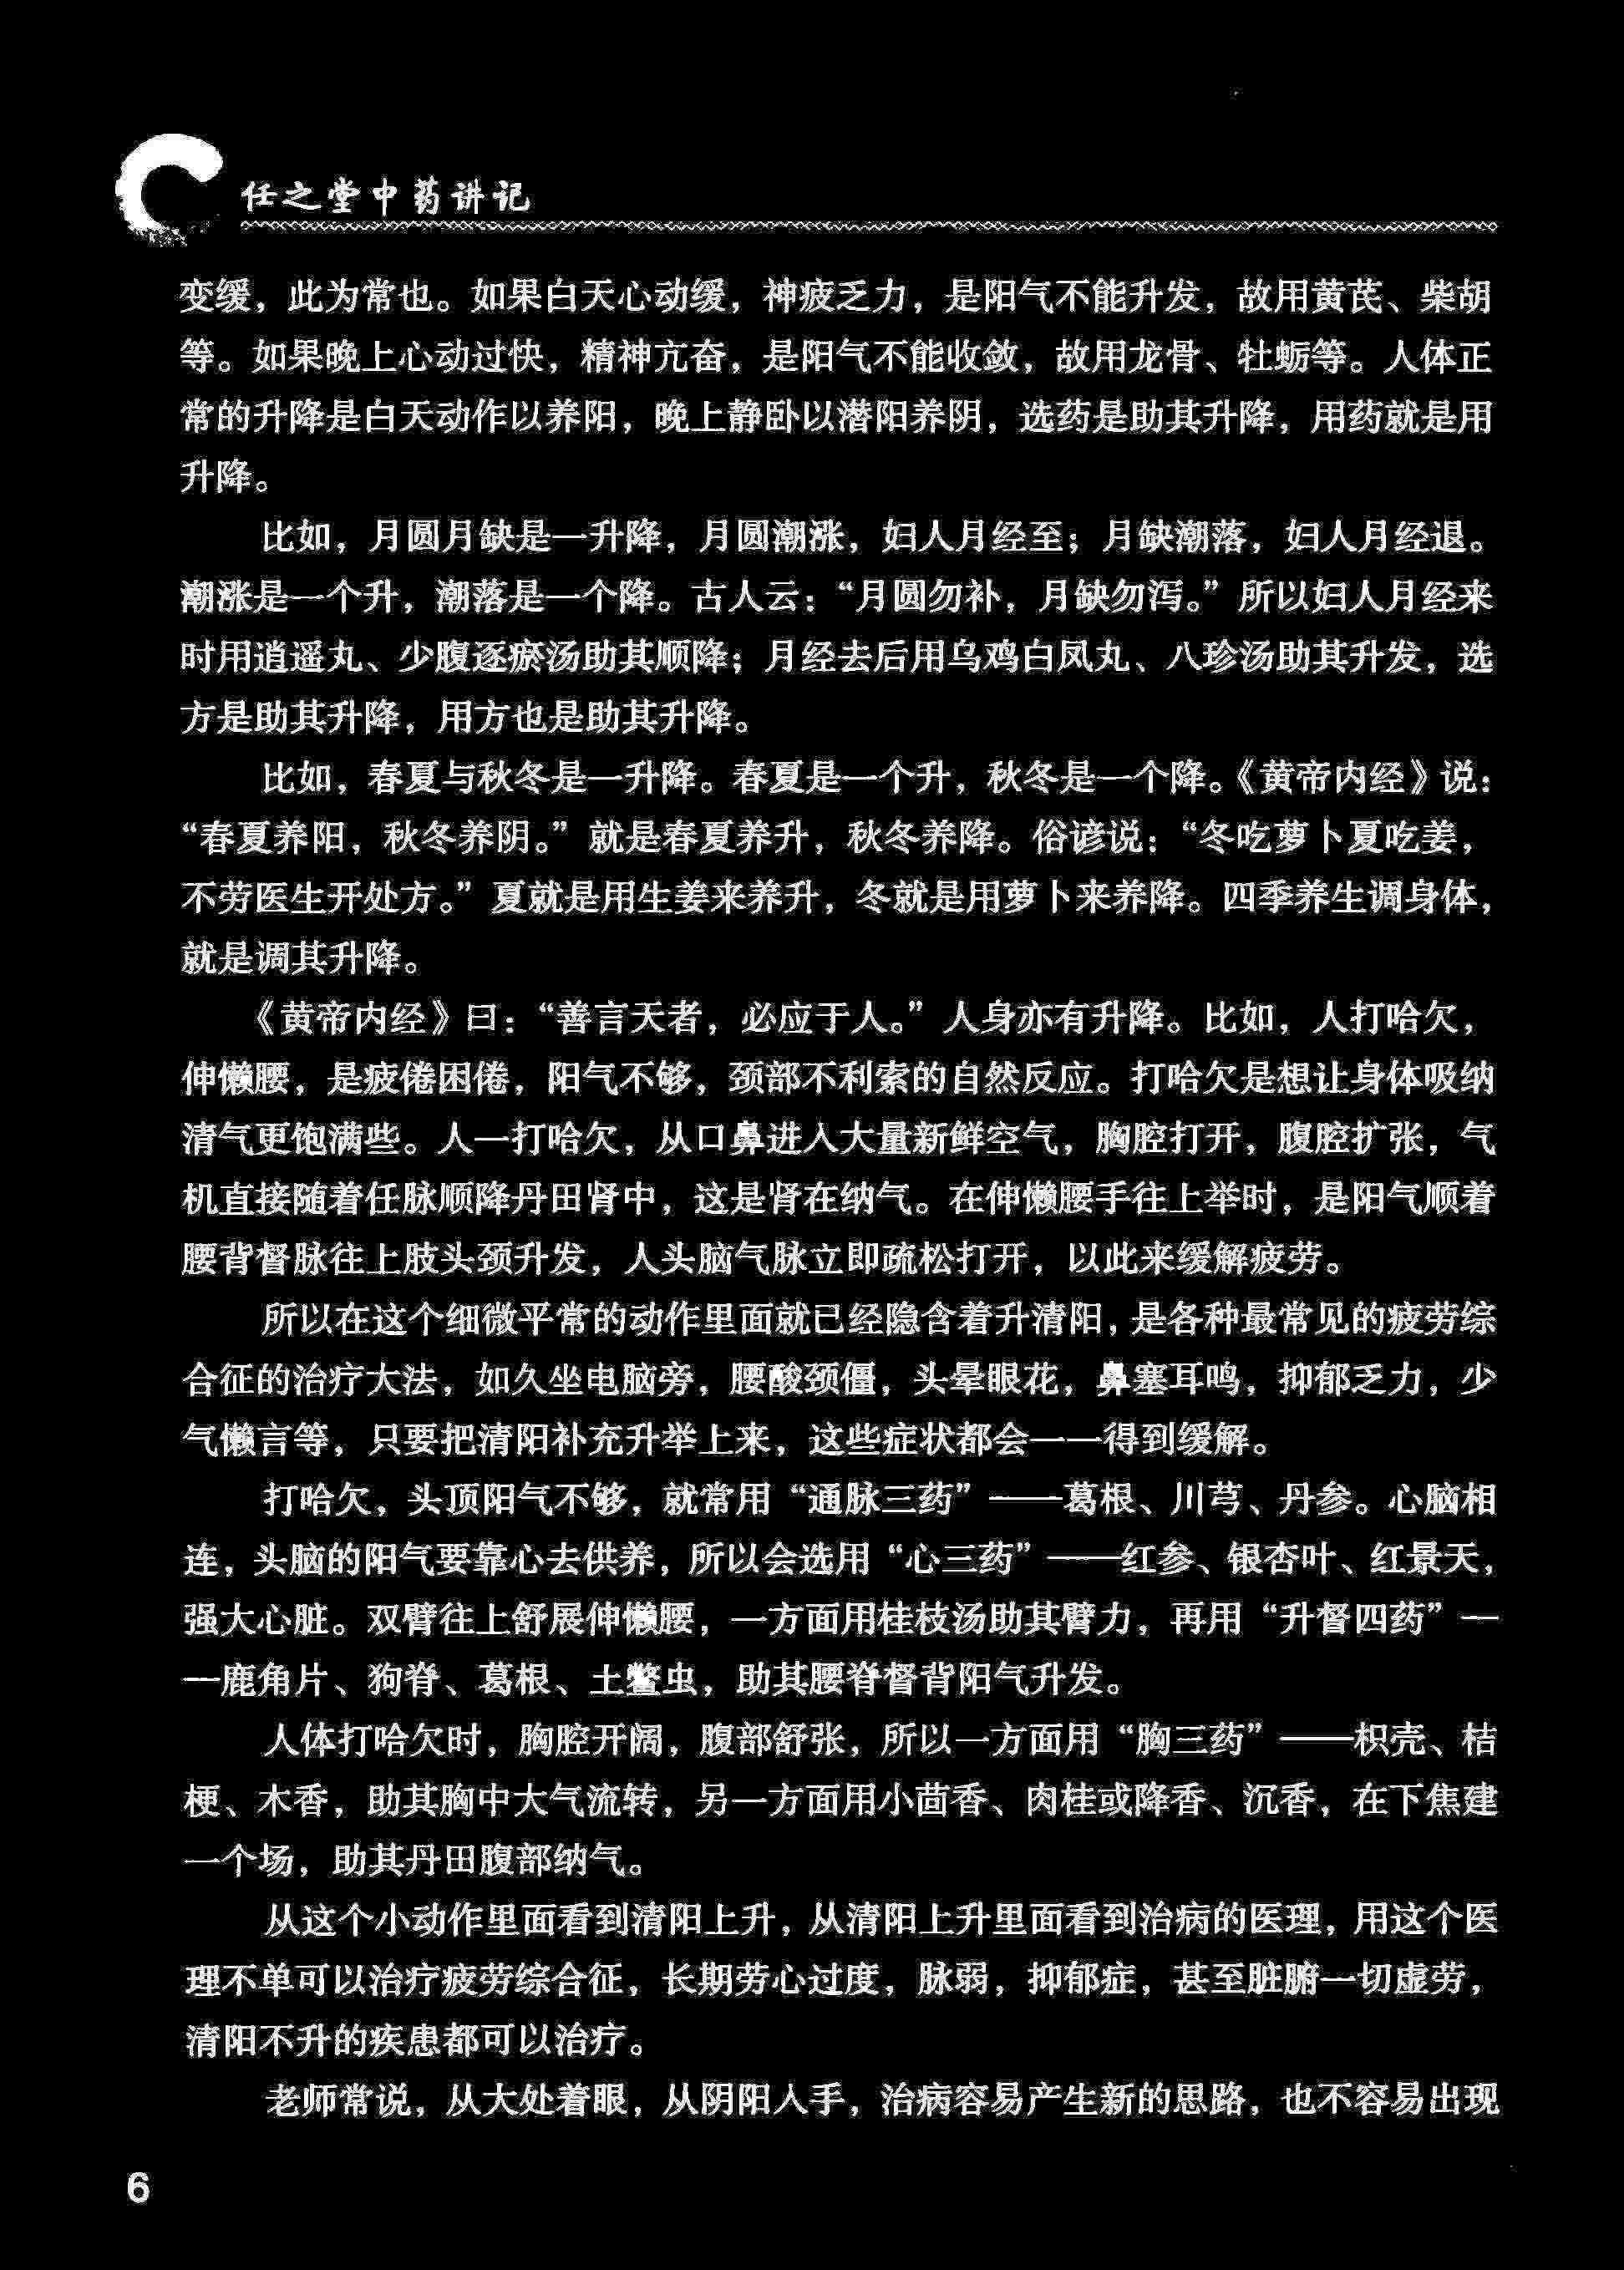 任之堂中药讲记
变缓，此为常也。如果白天心动缓，神疲乏力，是阳气不能升发，故用黄芪、柴胡
等。如果晚上心动过快，精神亢奋，是阳气不能收敛，故用龙骨、牡蛎等。人体正
常的升降是白天动作以养阳，晚上静卧以潜阳养阴，选药是助其升降，用药就是用
升降。
比如，月圆月缺是一升降，月圆潮涨，妇人月经至；月缺潮落，妇人月经退。
潮涨是一个升，潮落是一个降。古人云：“月圆勿补，月缺勿泻。”所以妇人月经来
时用逍遥丸、少腹逐瘀汤助其顺降；月经去后用乌鸡白凤丸、八珍汤助其升发，选
方是助其升降，用方也是助其升降。
比如，春夏与秋冬是一升降。春夏是一个升，秋冬是一个降。《黄帝内经》说：
“春夏养阳，秋冬养阴。”就是春夏养升，秋冬养降。俗谚说：“冬吃萝卜夏吃姜，
不劳医生开处方。”夏就是用生姜来养升，冬就是用萝卜来养降。四季养生调身体，
就是调其升降。
《黄帝内经》曰：“善言天者，必应于人。”人身亦有升降。比如，人打哈欠，
伸懒腰，是疲倦困倦，阳气不够，颈部不利索的自然反应。打哈欠是想让身体吸纳
清气更饱满些。人一打哈欠，从口鼻进入大量新鲜空气，胸腔打开，腹腔扩张，气
机直接随着任脉顺降丹田肾中，这是肾在纳气。在伸懒腰手往上举时，是阳气顺着
腰背督脉往上肢头颈升发，人头脑气脉立即疏松打开，以此来缓解疲劳。
所以在这个细微平常的动作里面就已经隐含着升清阳，是各种最常见的疲劳综
合征的治疗大法，如久坐电脑旁，腰酸颈僵，头晕眼花，鼻塞耳鸣，抑郁乏力，少
气懒言等，只要把清阳补充升举上来，这些症状都会一一得到缓解。
打哈欠，头顶阳气不够，就常用“通脉三药”——葛根、川芎、丹参。心脑相
连，头脑的阳气要靠心去供养，所以会选用“心三药”——红参、银杏叶、红景天，
强大心脏。双臂往上舒展伸懒腰，一方面用桂枝汤助其臂力，再用“升督四药”—
—鹿角片、狗脊、葛根、土鳖虫，助其腰脊督背阳气升发。
人体打哈欠时，胸腔开阔，腹部舒张，所以一方面用“胸三药”——枳壳、桔
梗、木香，助其胸中大气流转，另一方面用小茴香、肉桂或降香、沉香，在下焦建
一个场，助其丹田腹部纳气。
从这个小动作里面看到清阳上升，从清阳上升里面看到治病的医理，用这个医
理不单可以治疗疲劳综合征，长期劳心过度，脉弱，抑郁症，甚至脏腑一切虚劳，
清阳不升的疾患都可以治疗。
老师常说，从大处着眼，从阴阳入手，治病容易产生新的思路，也不容易出现
6